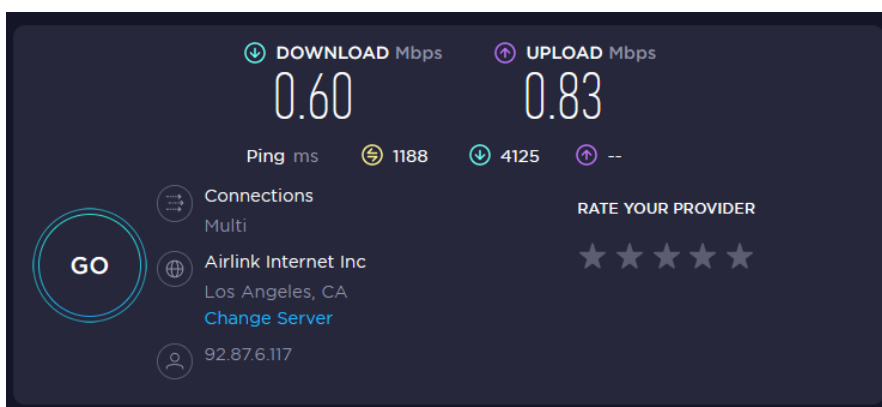 DOWNLOAD Mbps
0.60
UPLOAD Mbps
0.83
Ping ms 1188 4125 --
GO
Connections
Multi
Airlink Internet Inc
Los Angeles, CA
Change Server
92.87.6.117
RATE YOUR PROVIDER